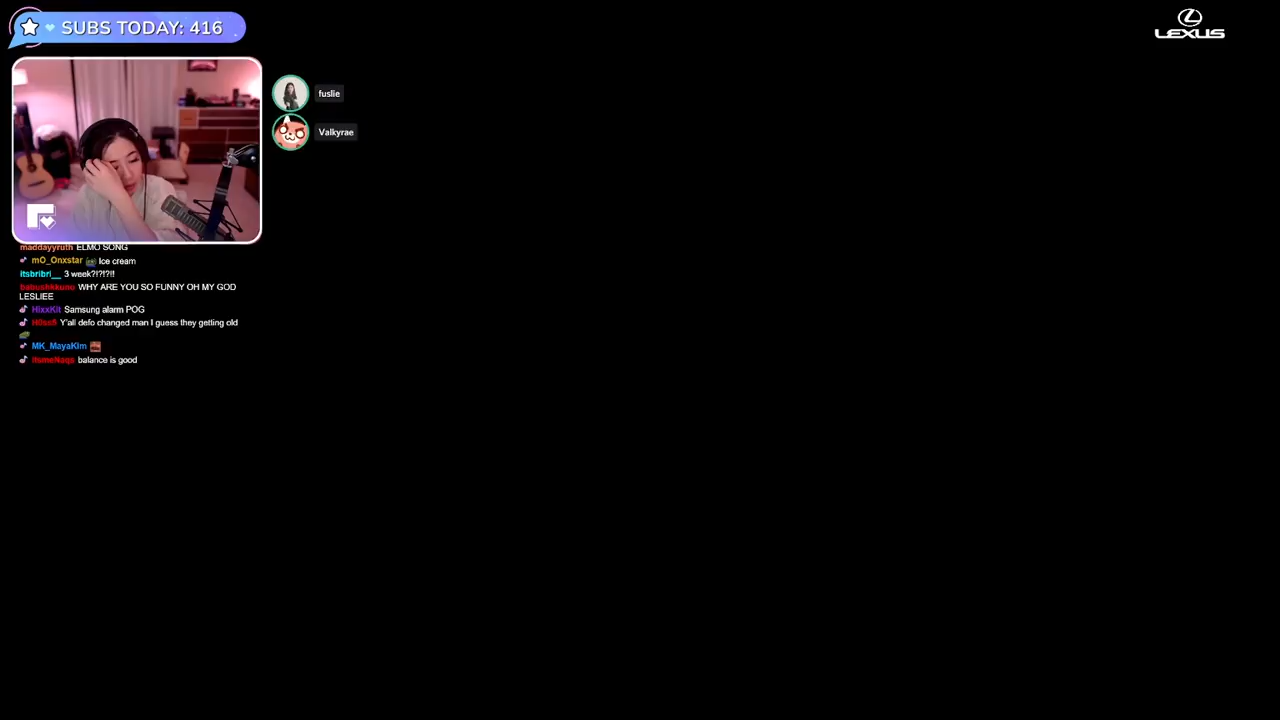 SUBS TODAY: 416
LEXUS
fuslie
Valkyrae
maddayyruth ELMO SONG
mO_Onxstar Ice cream
itsbribri__ 3 week?!?!?!!
WHY ARE YOU SO FUNNY OH MY GOD
LESLIEE
HixxKit Samsung alarm POG
Y'all defo changed man I guess they getting old
MK_MayaKim
balance is good